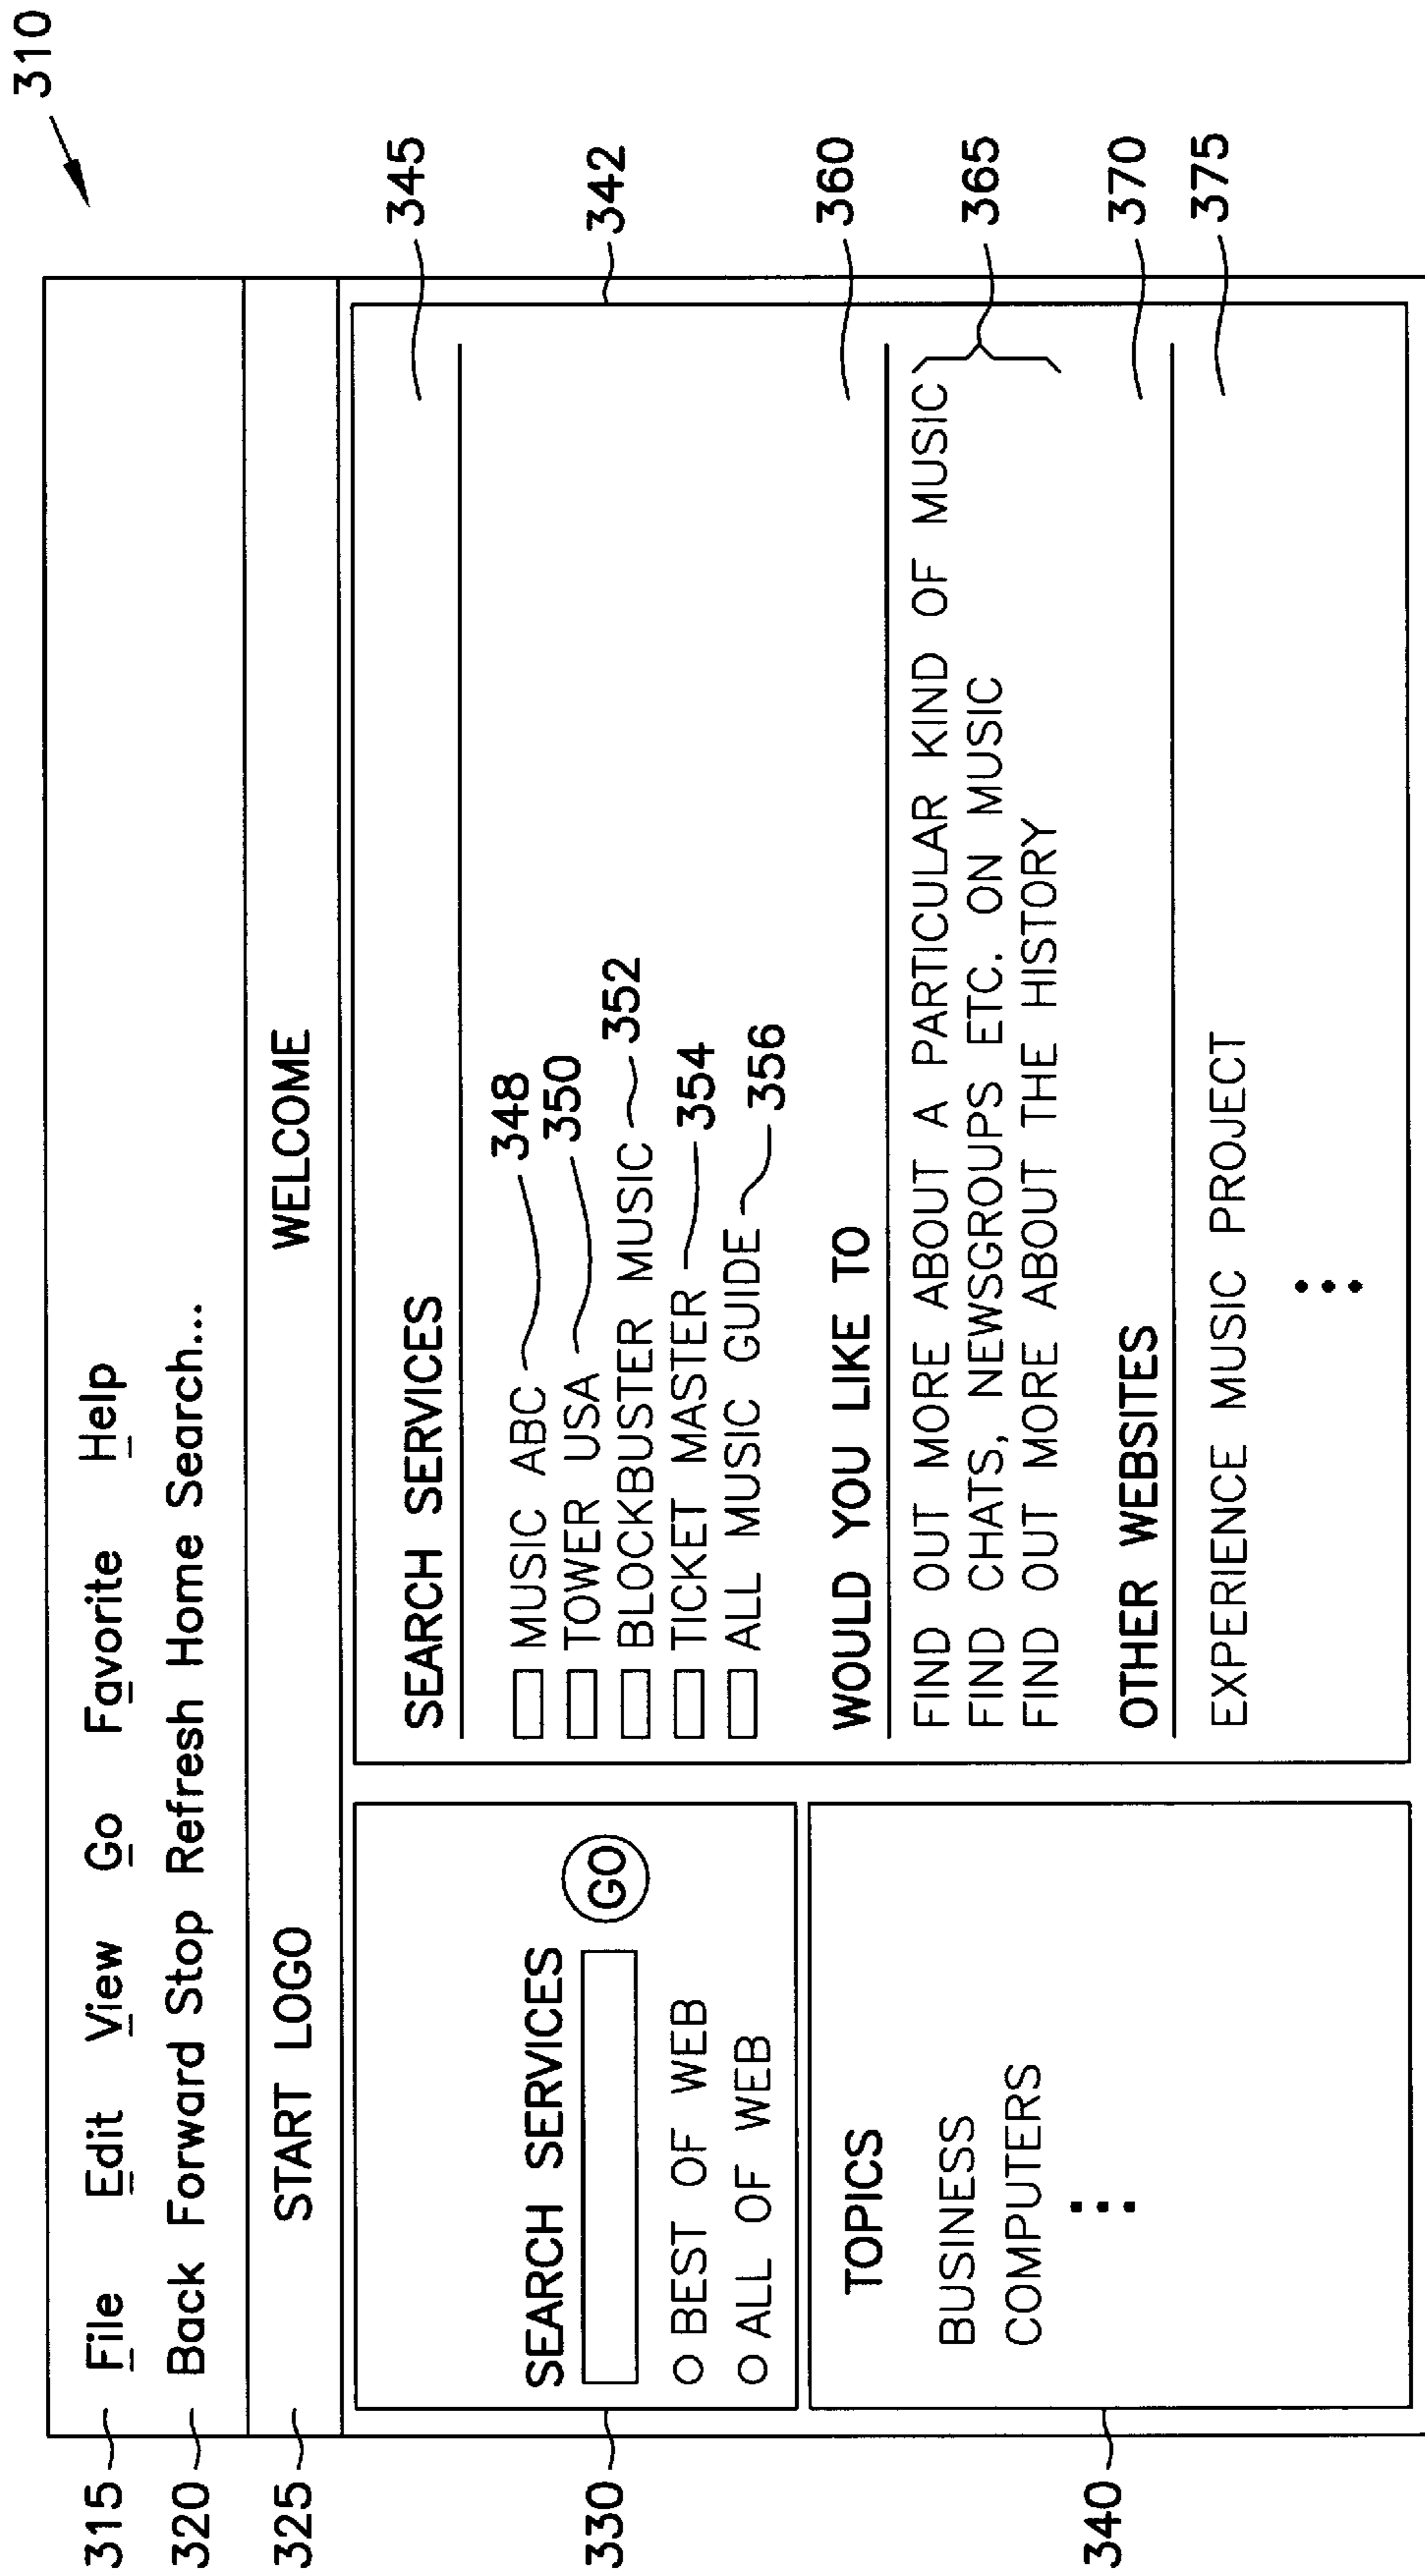 310
315 File Edit View Go Favorite Help
320 Back Forward Stop Refresh Home Search...
325 START LOGO WELCOME
330
SEARCH SERVICES
GO
O BEST OF WEB
O ALL OF WEB
340
TOPICS
BUSINESS
COMPUTERS
342
SEARCH SERVICES 345
MUSIC ABC 348
TOWER USA 350
BLOCKBUSTER MUSIC 352
TICKET MASTER 354
ALL MUSIC GUIDE 356
WOULD YOU LIKE TO 360
FIND OUT MORE ABOUT A PARTICULAR KIND OF MUSIC
FIND CHATS, NEWSGROUPS ETC. ON MUSIC 365
FIND OUT MORE ABOUT THE HISTORY
OTHER WEBSITES 370
EXPERIENCE MUSIC PROJECT 375